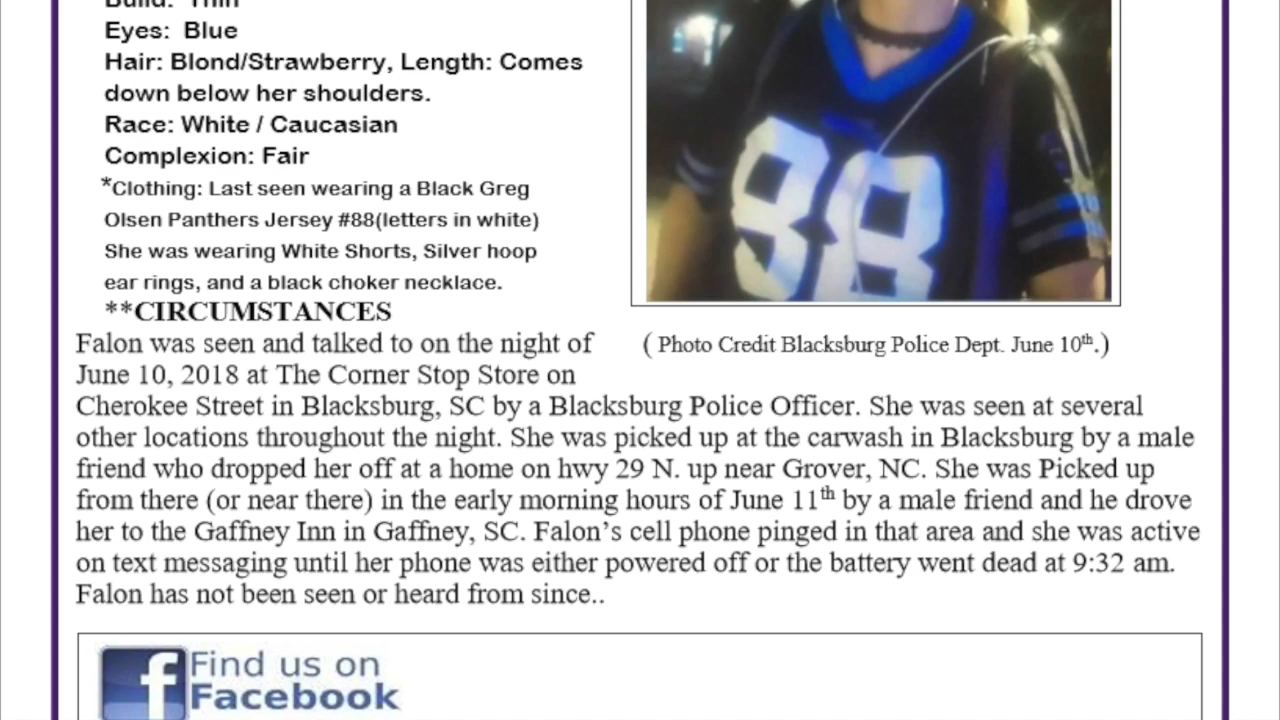 Build: Thin
Eyes: Blue
Hair: Blond/Strawberry, Length: Comes
down below her shoulders.
Race: White / Caucasian
Complexion: Fair
*Clothing: Last seen wearing a Black Greg
Olsen Panthers Jersey #88(letters in white)
She was wearing White Shorts, Silver hoop
ear rings, and a black choker necklace.
88
**CIRCUMSTANCES
( Photo Credit Blacksburg Police Dept. June 10th.)
Falon was seen and talked to on the night of
June 10, 2018 at The Corner Stop Store on
Cherokee Street in Blacksburg, SC by a Blacksburg Police Officer. She was seen at several
other locations throughout the night. She was picked up at the carwash in Blacksburg by a male
friend who dropped her off at a home on hwy 29 N. up near Grover, NC. She was Picked up
from there (or near there) in the early morning hours of June 11th by a male friend and he drove
her to the Gaffney Inn in Gaffney, SC. Falon’s cell phone pinged in that area and she was active
on text messaging until her phone was either powered off or the battery went dead at 9:32 am.
Falon has not been seen or heard from since..
f
Find us on
Facebook